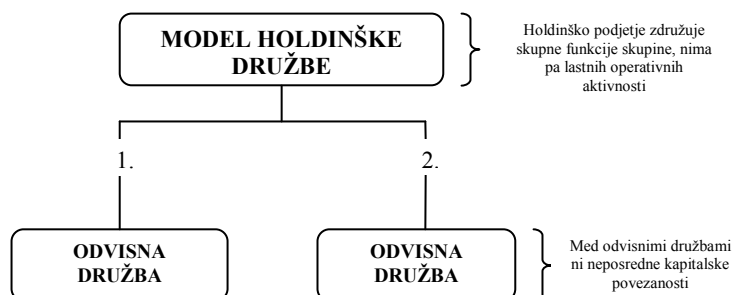 MODEL HOLDINŠKE
DRUŽBE
Holdinško podjetje združuje
skupne funkcije skupine, nima
pa lastnih operativnih
aktivnosti
1.
2.
ODVISNA
DRUŽBA
ODVISNA
DRUŽBA
Med odvisnimi družbami
ni neposredne kapitalske
povezanosti